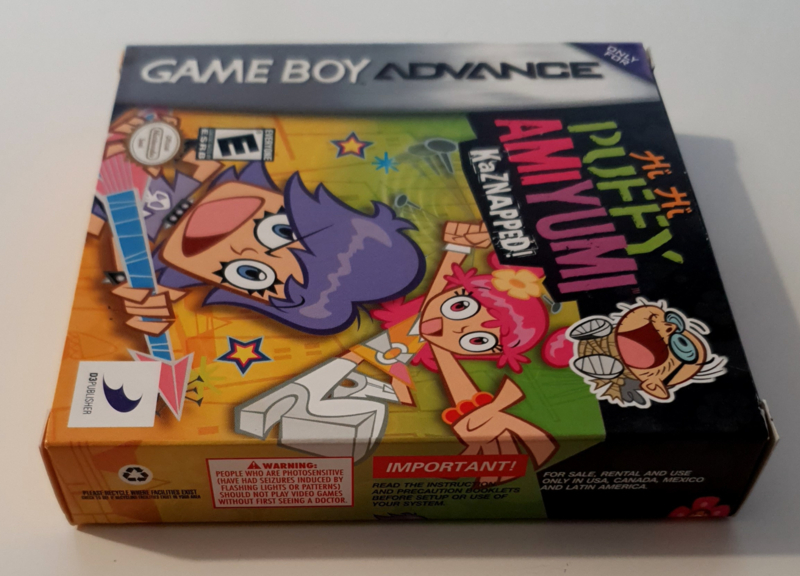 GAME BOY ADVANCE
ONLY
FOR
Nintendo
EVERYONE
E
ESRB
Hi Hi
PUFFY
AMIYUMI
KaZNAPPED!
D3PUBLISHER
PLEASE RECYCLE WHERE FACILITIES EXIST
WARNING:
PEOPLE WHO ARE PHOTOSENSITIVE
(HAVE HAD SEIZURES INDUCED BY
FLASHING LIGHTS OR PATTERNS)
SHOULD NOT PLAY VIDEO GAMES
WITHOUT FIRST SEEING A DOCTOR.
IMPORTANT!
READ THE INSTRUCTION
AND PRECAUTION BOOKLETS
BEFORE SETUP OR USE OF
YOUR SYSTEM.
FOR SALE, RENTAL AND USE
ONLY IN USA, CANADA, MEXICO
AND LATIN AMERICA.